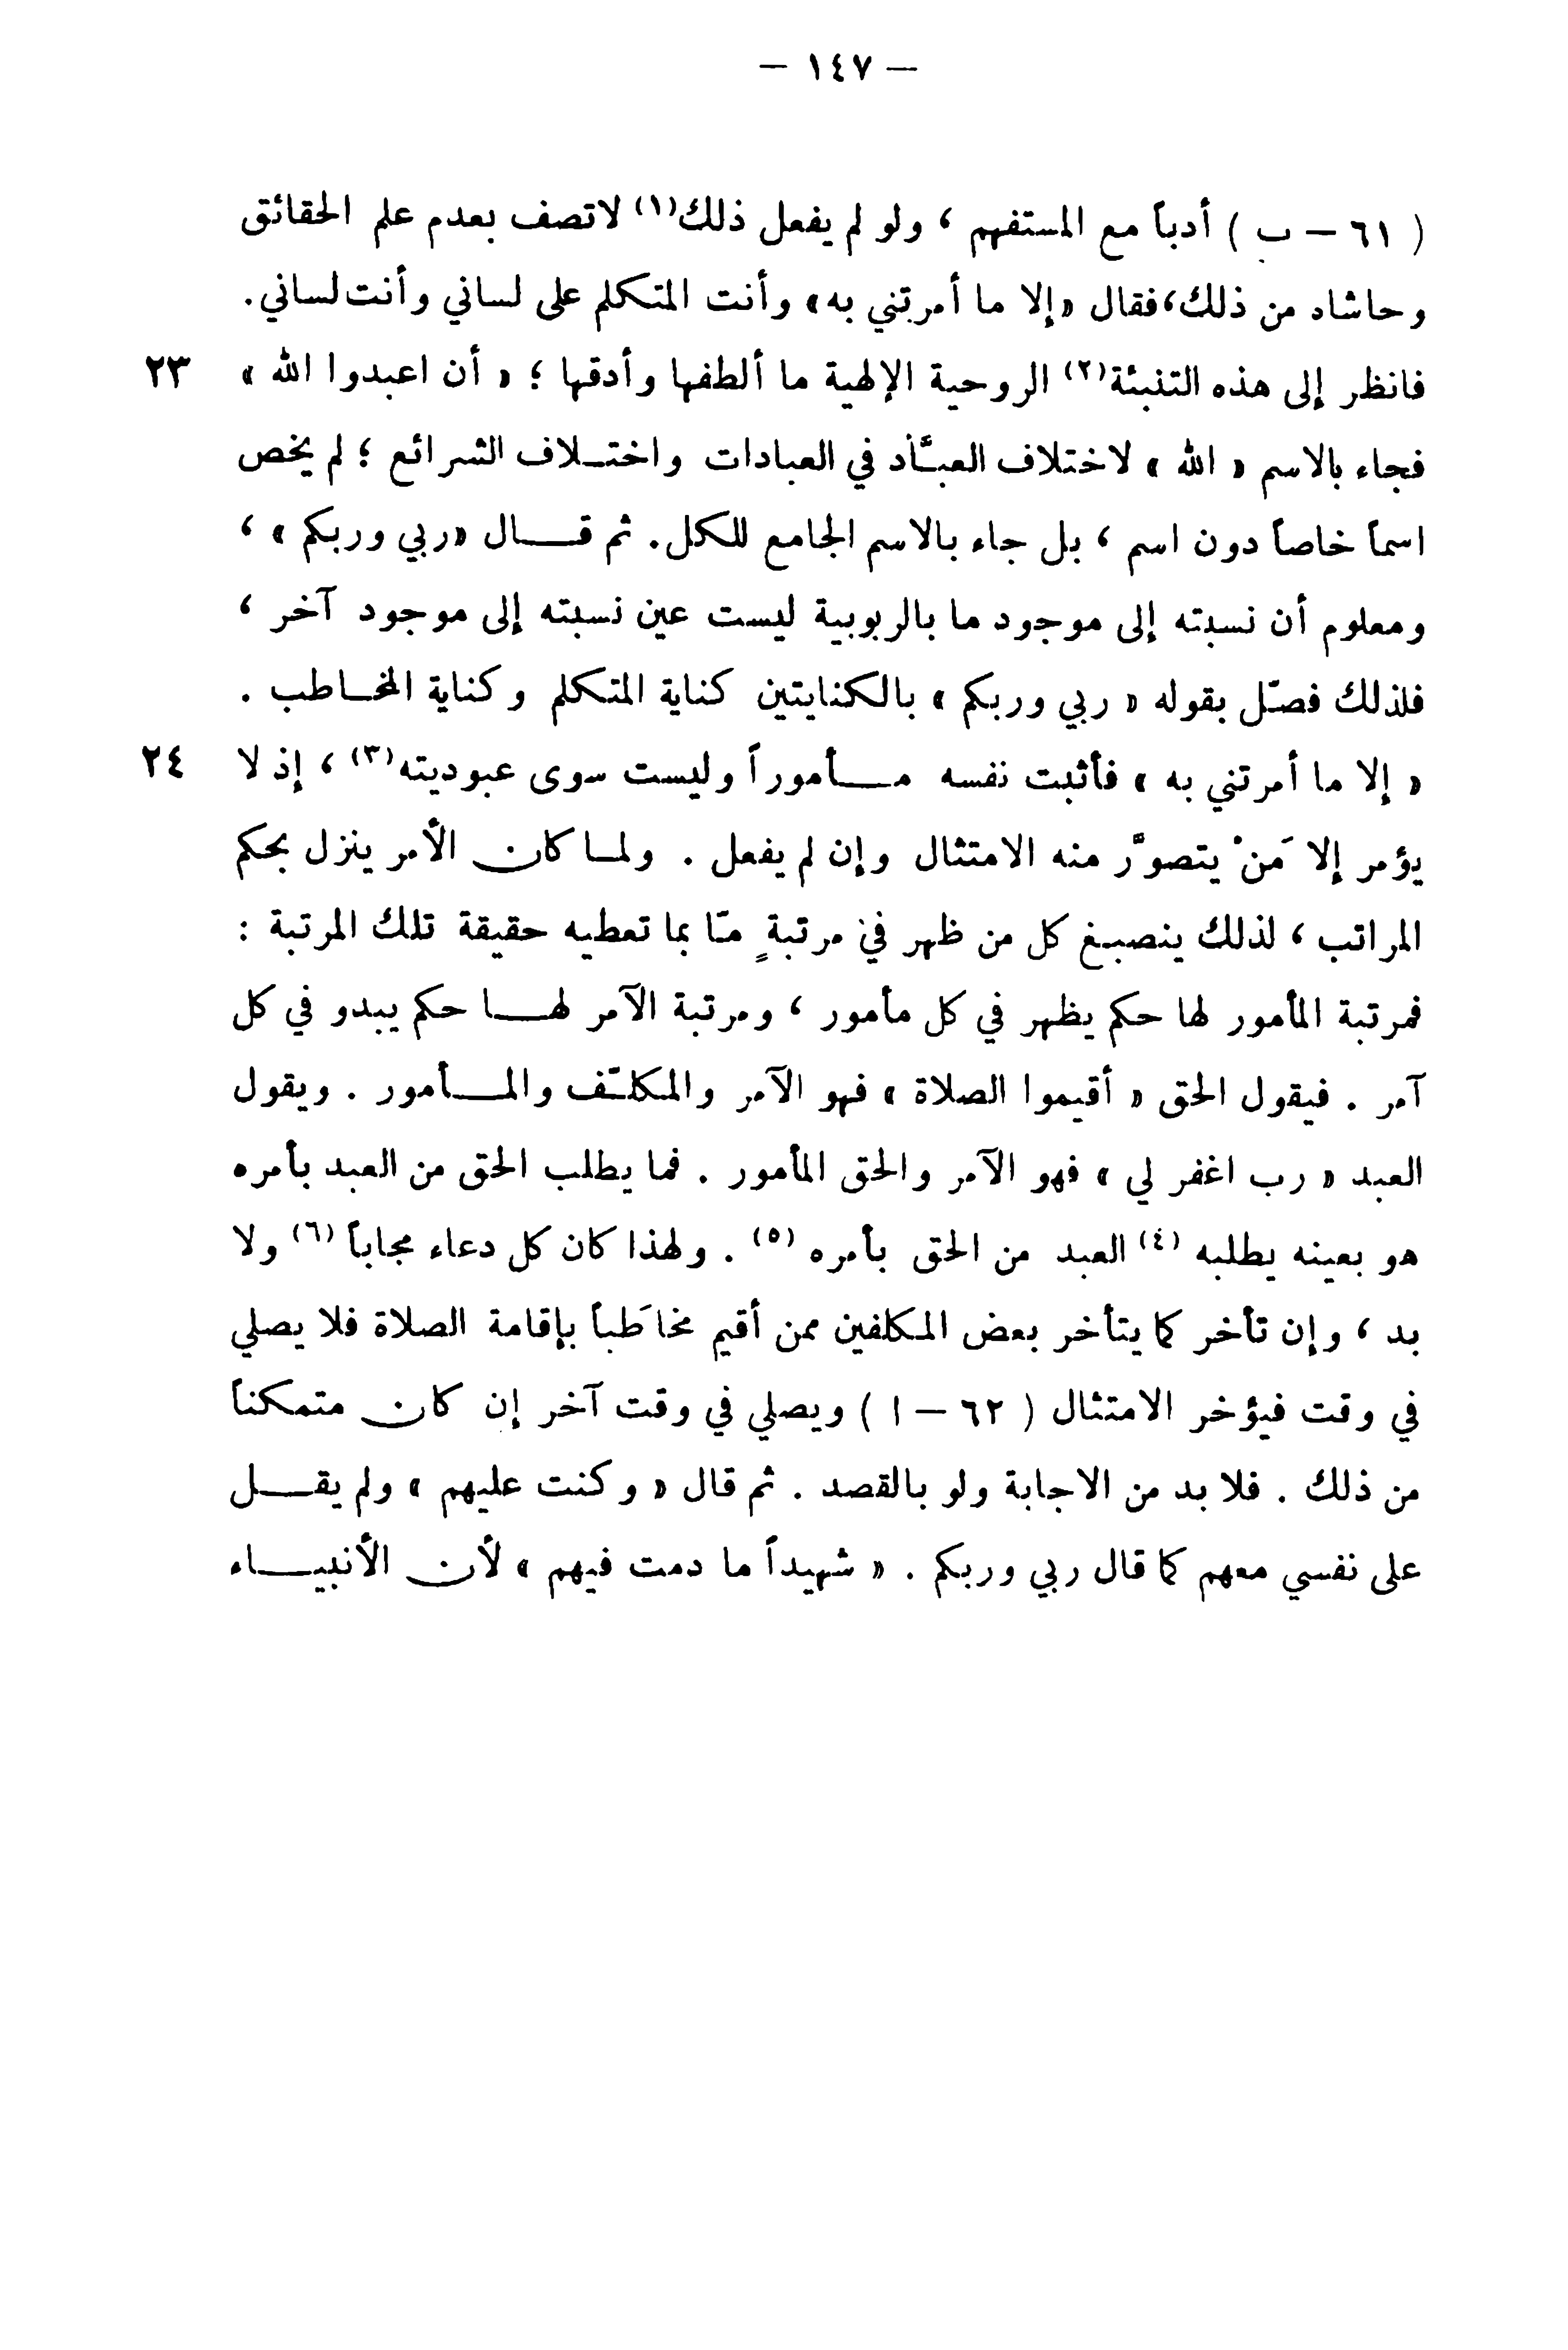 — ١٤٧ —
( ٦١ — ب ) أدباً مع المستفهم ، ولو لم يفعل ذلك(١) لاتصف بعدم علم الحقائق
وحاشاه من ذلك،فقال «إلا ما أمرتني به» وأنت المتكلم على لساني وأنت لساني.
فانظر إلى هذه التنبئة(٢) الروحية الإلهية ما ألطفها وأدقها ؛ « أن اعبدوا الله » ٢٣
فجاء بالاسم « الله » لاختلاف العبَّاد في العبادات واختـلاف الشرائع ؛ لم يخص
اسماً خاصاً دون اسم ، بل جاء بالاسم الجامع للكل. ثم قــال «ربي وربكم » ،
ومعلوم أن نسبته إلى موجود ما بالربوبية ليست عين نسبته إلى موجود آخر ،
فلذلك فصّل بقوله « ربي وربكم » بالكنايتين كناية المتكلم وكناية المخـاطب .
« إلا ما أمرتني به » فأثبت نفسه مــأموراً وليست سوى عبوديته(٣) ، إذ لا ٢٤
يؤمر إلا مَنْ يتصوَّر منه الامتثال وإن لم يفعل . ولمـا كان الأمر ينزل بحكم
المراتب ، لذلك ينصبـغ كل من ظهر في مرتبةٍ مّا بما تعطيه حقيقة تلك المرتبة :
فمرتبة المأمور لها حكم يظهر في كل مأمور ، ومرتبة الآمر لهــا حكم يبدو في كل
آمر . فيقول الحق « أقيموا الصلاة » فهو الآمر والمكلَّف والمــأمور . ويقول
العبد « رب اغفر لي » فهو الآمر والحق المأمور . فما يطلب الحق من العبد بأمره
هو بعينه يطلبه (٤) العبد من الحق بأمره (٥) . ولهذا كان كل دعاء مجاباً (٦) ولا
بد ، وإن تأخر كما يتأخر بعض المكلفين ممن أقيم مخاطَباً بإقامة الصلاة فلا يصلي
في وقت فيؤخر الامتثال ( ٦٢ — ا ) ويصلي في وقت آخر إن كان متمكناً
من ذلك . فلا بد من الاجابة ولو بالقصد . ثم قال « وكنت عليهم » ولم يقــل
على نفسي معهم كما قال ربي وربكم . « شهيداً ما دمت فيهم » لأن الأنبيــاء